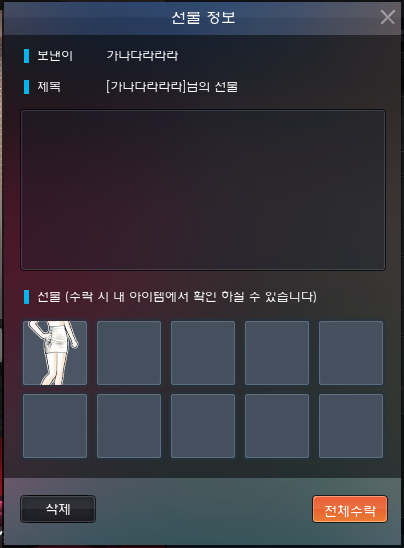 선물 정보
보낸이 가나다라라라
제목 [가나다라라라]님의 선물
선물 (수락 시 내 아이템에서 확인 하실 수 있습니다)
삭제 전체수락